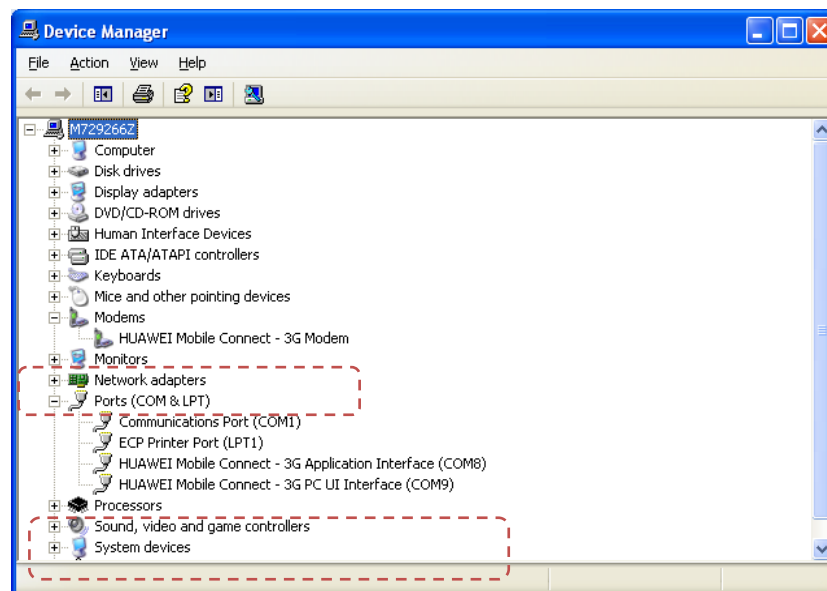 Device Manager
File Action View Help
M729266Z
Computer
Disk drives
Display adapters
DVD/CD-ROM drives
Human Interface Devices
IDE ATA/ATAPI controllers
Keyboards
Mice and other pointing devices
Modems
HUAWEI Mobile Connect - 3G Modem
Monitors
Network adapters
Ports (COM & LPT)
Communications Port (COM1)
ECP Printer Port (LPT1)
HUAWEI Mobile Connect - 3G Application Interface (COM8)
HUAWEI Mobile Connect - 3G PC UI Interface (COM9)
Processors
Sound, video and game controllers
System devices